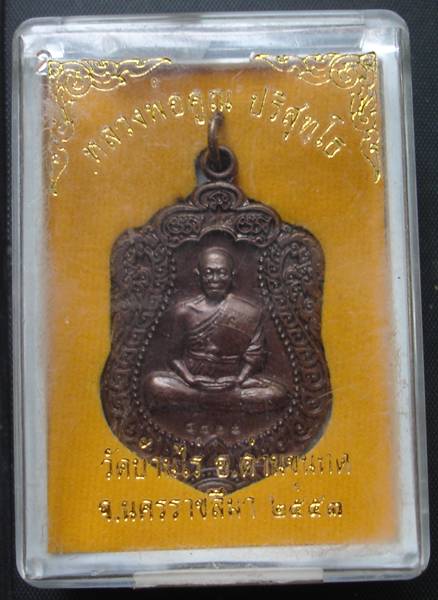 หลวงพ่อคูณ ปริสุทฺโธ
วัดบ้านไร่ อ.ด่านขุนทด
จ.นครราชสีมา ๒๕๕๓